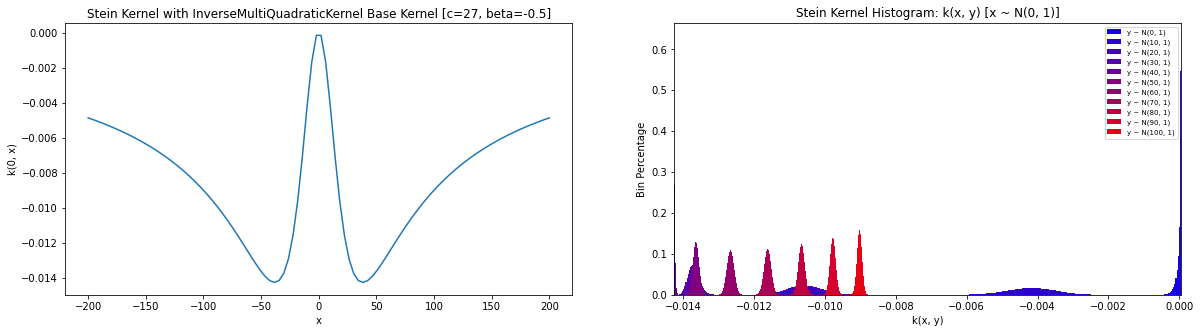 Stein Kernel with InverseMultiQuadraticKernel Base Kernel [c=27, beta=-0.5]
0.000
−0.002
−0.004
−0.006
−0.008
−0.010
−0.012
−0.014
k(0, x)
−200
−150
−100
−50
0
50
100
150
200
x
Stein Kernel Histogram: k(x, y) [x ~ N(0, 1)]
0.6
0.5
0.4
0.3
0.2
0.1
0.0
Bin Percentage
y ~ N(0, 1)
y ~ N(10, 1)
y ~ N(20, 1)
y ~ N(30, 1)
y ~ N(40, 1)
y ~ N(50, 1)
y ~ N(60, 1)
y ~ N(70, 1)
y ~ N(80, 1)
y ~ N(90, 1)
y ~ N(100, 1)
−0.014
−0.012
−0.010
−0.008
−0.006
−0.004
−0.002
0.000
k(x, y)